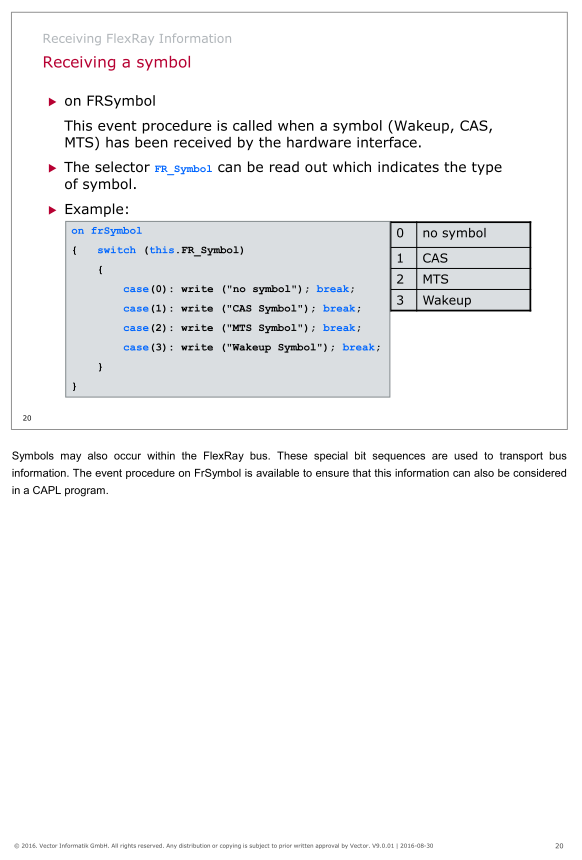 Receiving FlexRay Information
Receiving a symbol
on FRSymbol
This event procedure is called when a symbol (Wakeup, CAS,
MTS) has been received by the hardware interface.
The selector FR_Symbol can be read out which indicates the type
of symbol.
Example:
on frSymbol
{ switch (this.FR_Symbol)
{
case(0): write ("no symbol"); break;
case(1): write ("CAS Symbol"); break;
case(2): write ("MTS Symbol"); break;
case(3): write ("Wakeup Symbol"); break;
}
}
0 no symbol
1 CAS
2 MTS
3 Wakeup
20
Symbols may also occur within the FlexRay bus. These special bit sequences are used to transport bus
information. The event procedure on FrSymbol is available to ensure that this information can also be considered
in a CAPL program.
© 2016. Vector Informatik GmbH. All rights reserved. Any distribution or copying is subject to prior written approval by Vector. V9.0.01 | 2016-08-30
20